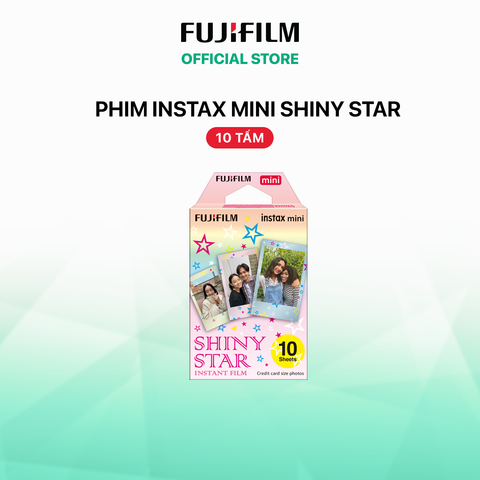 FUJIFILM
OFFICIAL STORE
PHIM INSTAX MINI SHINY STAR
10 TẤM
FUJIFILM mini
FUJIFILM instax mini
SHINY
STAR
INSTANT FILM
10
Sheets
Credit card size photos